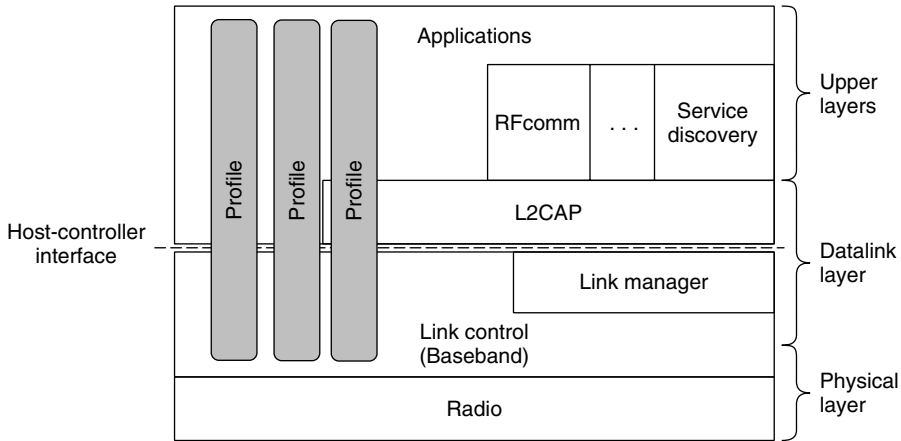 Applications
Upper
layers
RFcomm
. . .
Service
discovery
Profile
Profile
Profile
L2CAP
Host-controller
interface
Datalink
layer
Link manager
Link control
(Baseband)
Physical
layer
Radio